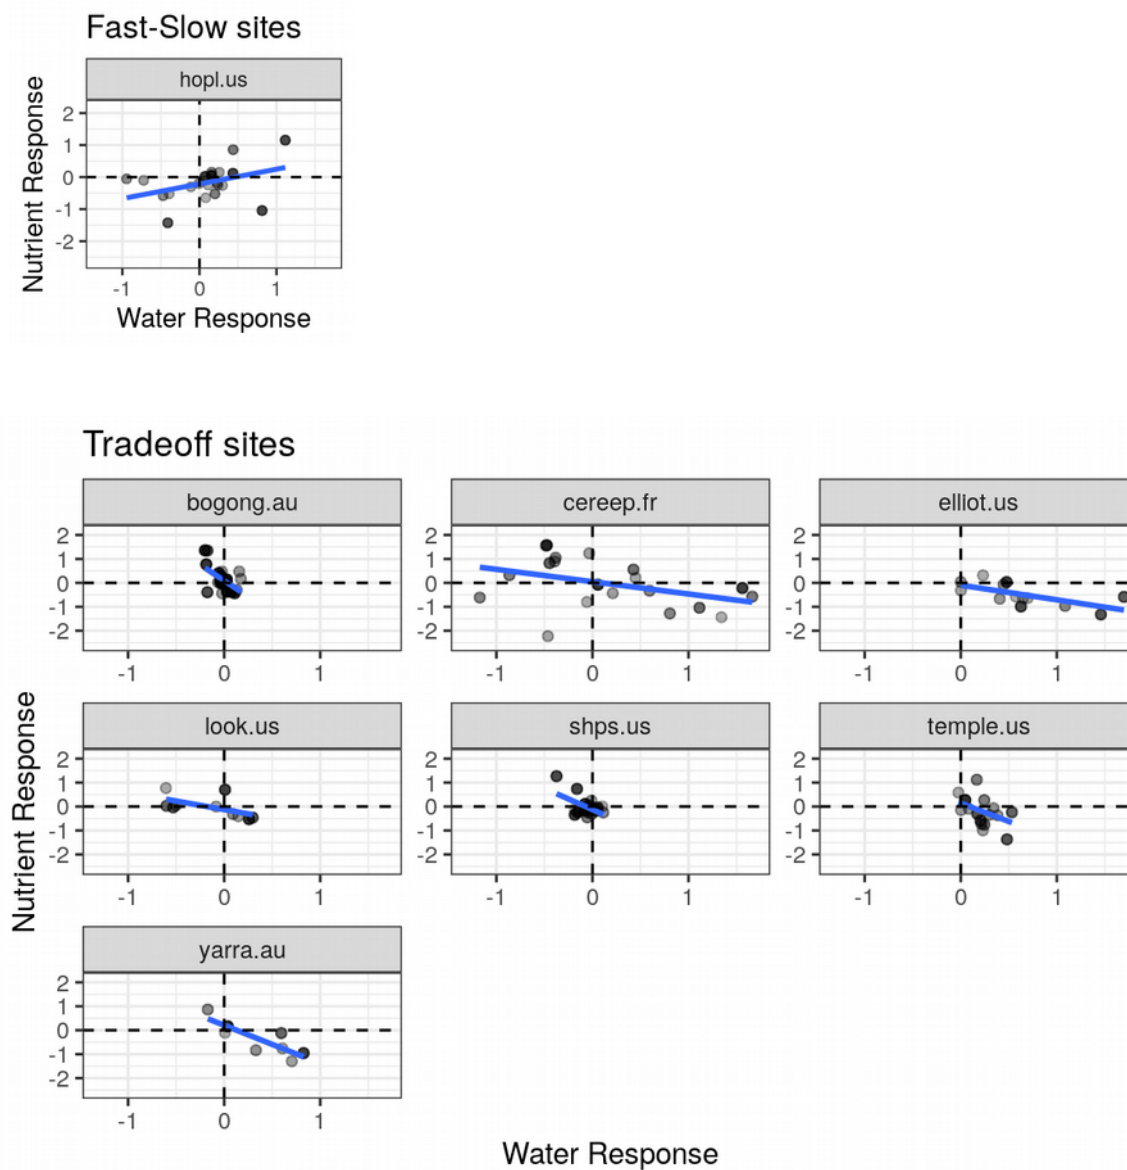 Fast-Slow sites
hopl.us
Nutrient Response
2
1
0
-1
-2
-1 0 1
Water Response
Tradeoff sites
bogong.au cereep.fr elliot.us
2 2 2
1 1 1
0 0 0
-1 -1 -1
-2 -2 -2
-1 0 1 -1 0 1 -1 0 1
Nutrient Response
look.us shps.us temple.us
2 2 2
1 1 1
0 0 0
-1 -1 -1
-2 -2 -2
-1 0 1 -1 0 1
yarra.au
2
1
0
-1
-2
-1 0 1
Water Response